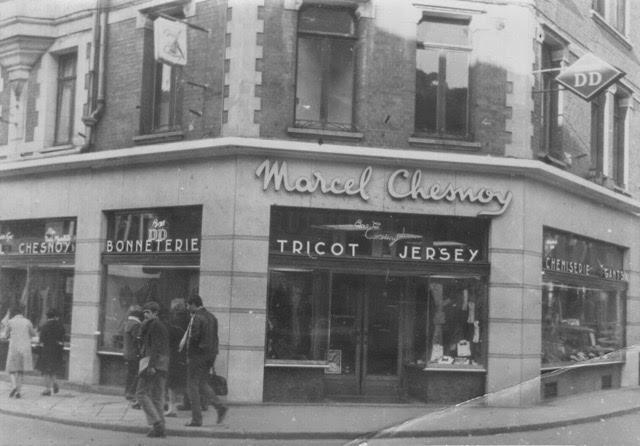 Marcel Chesnoy
DD
CHESNOY
DD
BONNETERIE
TRICOT JERSEY
CHEMISERIE GANTS